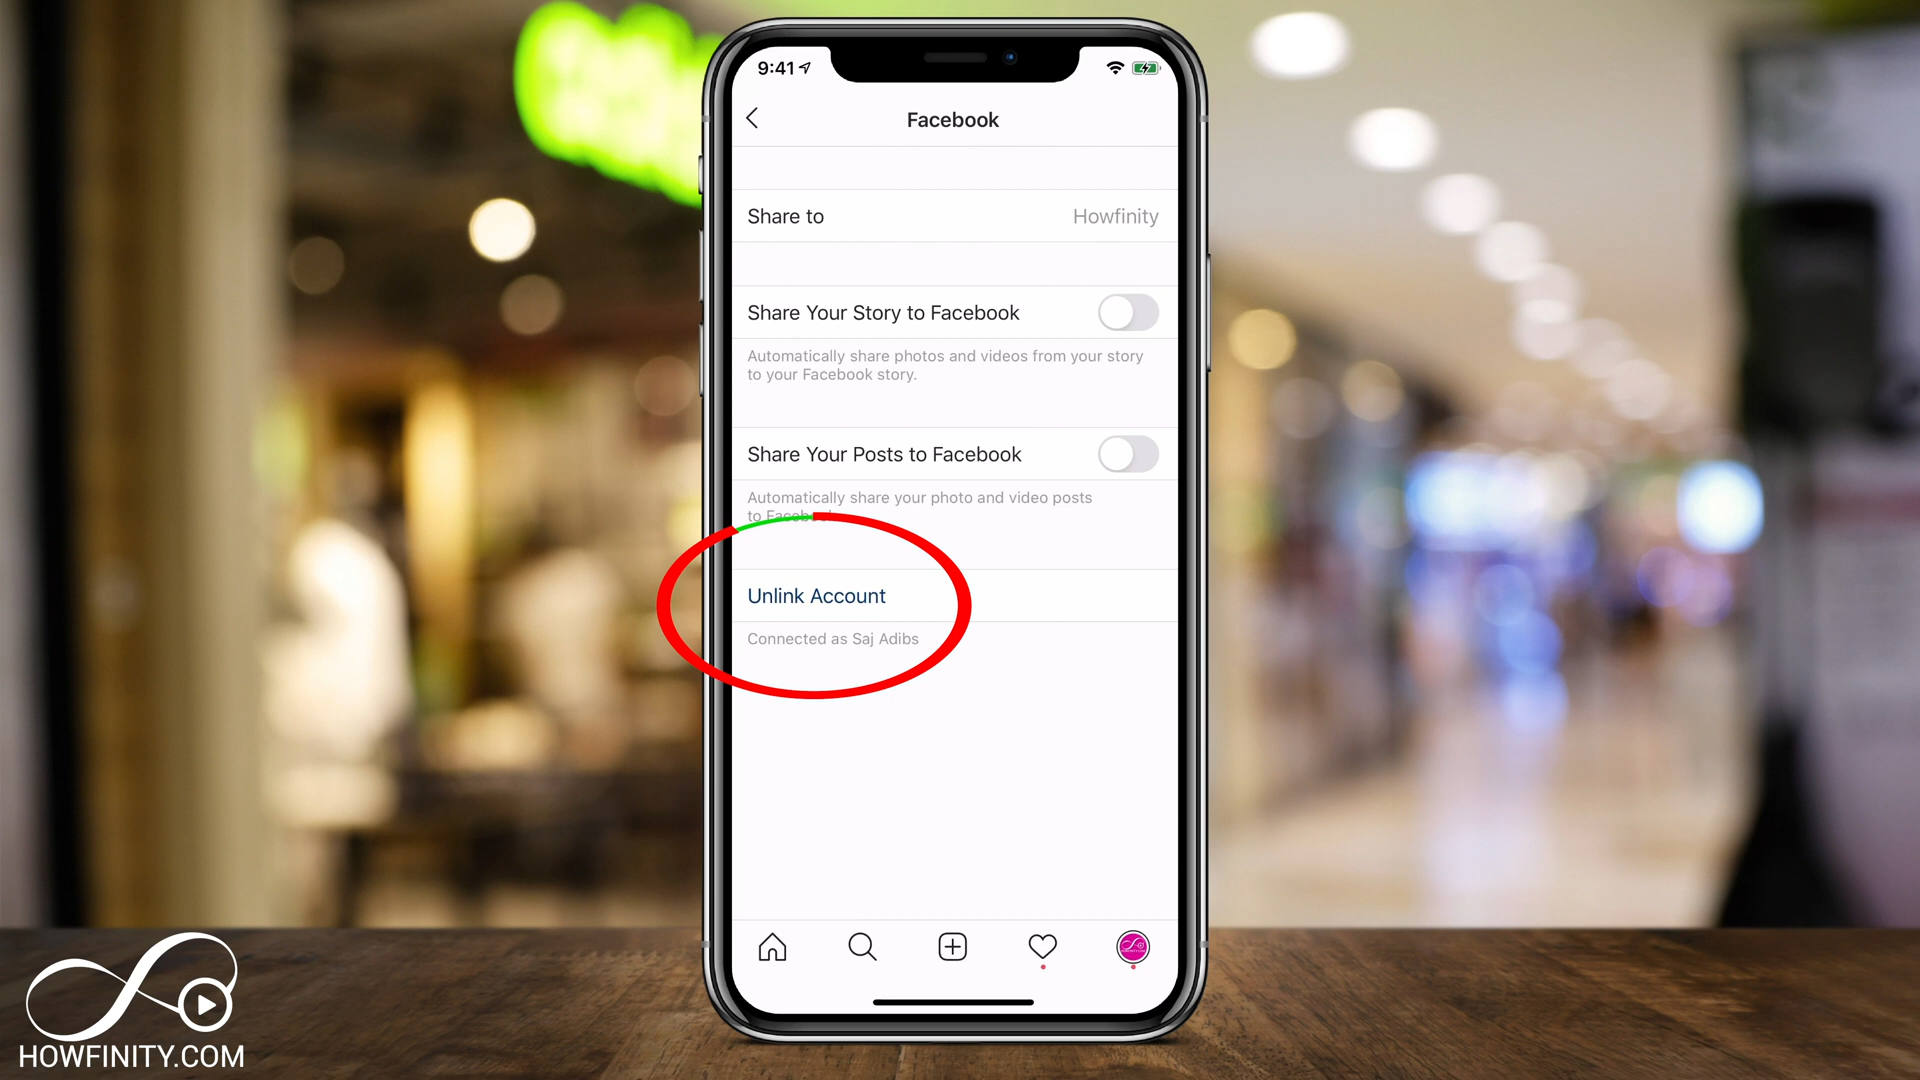 9:41
Facebook
Share to
Howfinity
Share Your Story to Facebook
Automatically share photos and videos from your story
to your Facebook story.
Share Your Posts to Facebook
Automatically share your photo and video posts
to Facebook.
Unlink Account
Connected as Saj Adibs
HOWFINITY.COM